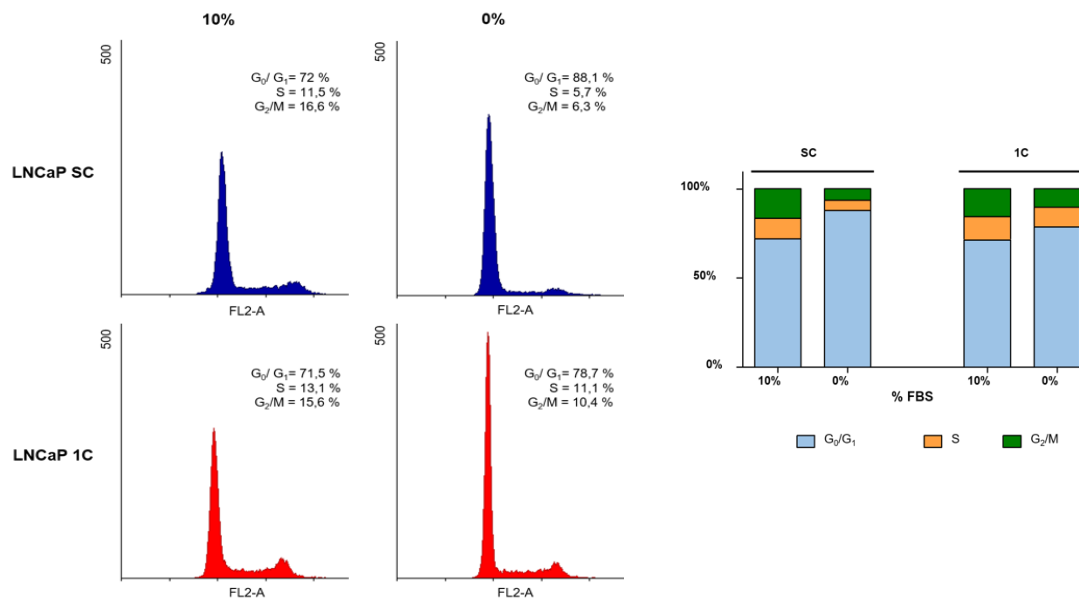 10%
0%
500
G₀/ G₁= 72 %
S = 11,5 %
G₂/M = 16,6 %
500
G₀/ G₁= 88,1 %
S = 5,7 %
G₂/M = 6,3 %
LNCaP SC
FL2-A
FL2-A
500
G₀/ G₁= 71,5 %
S = 13,1 %
G₂/M = 15,6 %
500
G₀/ G₁= 78,7 %
S = 11,1 %
G₂/M = 10,4 %
LNCaP 1C
FL2-A
FL2-A
SC
1C
100%
50%
0%
10%
0%
10%
0%
% FBS
G₀/G₁
S
G₂/M